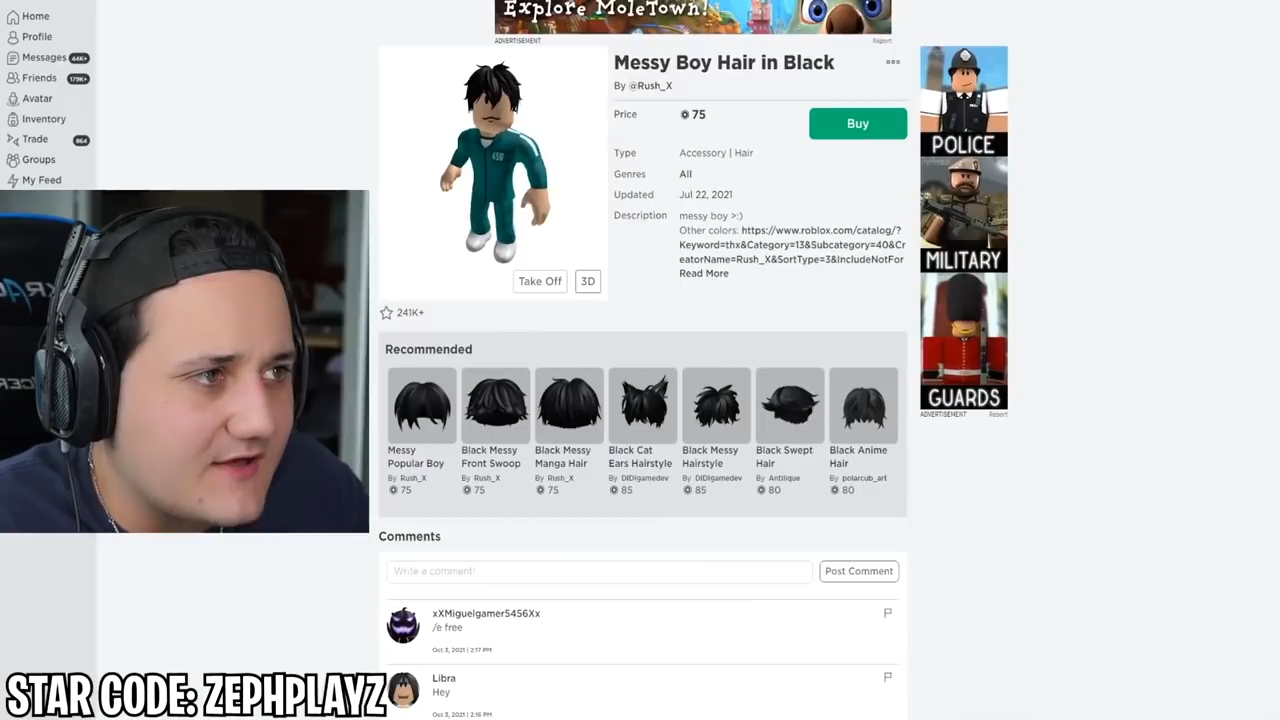 Explore MoleTown!
ADVERTISEMENT
Report
Home
Profile
Messages 44K+
Friends 179K+
Avatar
Inventory
Trade 864
Groups
My Feed
Messy Boy Hair in Black
By @Rush_X
Price 75
Buy
Type Accessory | Hair
Genres All
Updated Jul 22, 2021
Description messy boy >:)
Other colors: https://www.roblox.com/catalog/?
Keyword=thx&Category=13&Subcategory=40&Cr
eatorName=Rush_X&SortType=3&IncludeNotFor
Read More
456
Take Off
3D
241K+
POLICE
MILITARY
GUARDS
ADVERTISEMENT
Report
Recommended
Messy
Popular Boy
By Rush_X
75
Black Messy
Front Swoop
By Rush_X
75
Black Messy
Manga Hair
By Rush_X
75
Black Cat
Ears Hairstyle
By DIDIgamedev
85
Black Messy
Hairstyle
By DIDIgamedev
85
Black Swept
Hair
By Antilique
80
Black Anime
Hair
By polarcub_art
80
Comments
Write a comment!
Post Comment
xXMiguelgamer5456Xx
/e free
Oct 3, 2021 | 2:17 PM
Libra
Hey
Oct 3, 2021 | 2:16 PM
STAR CODE: ZEPHPLAYZ